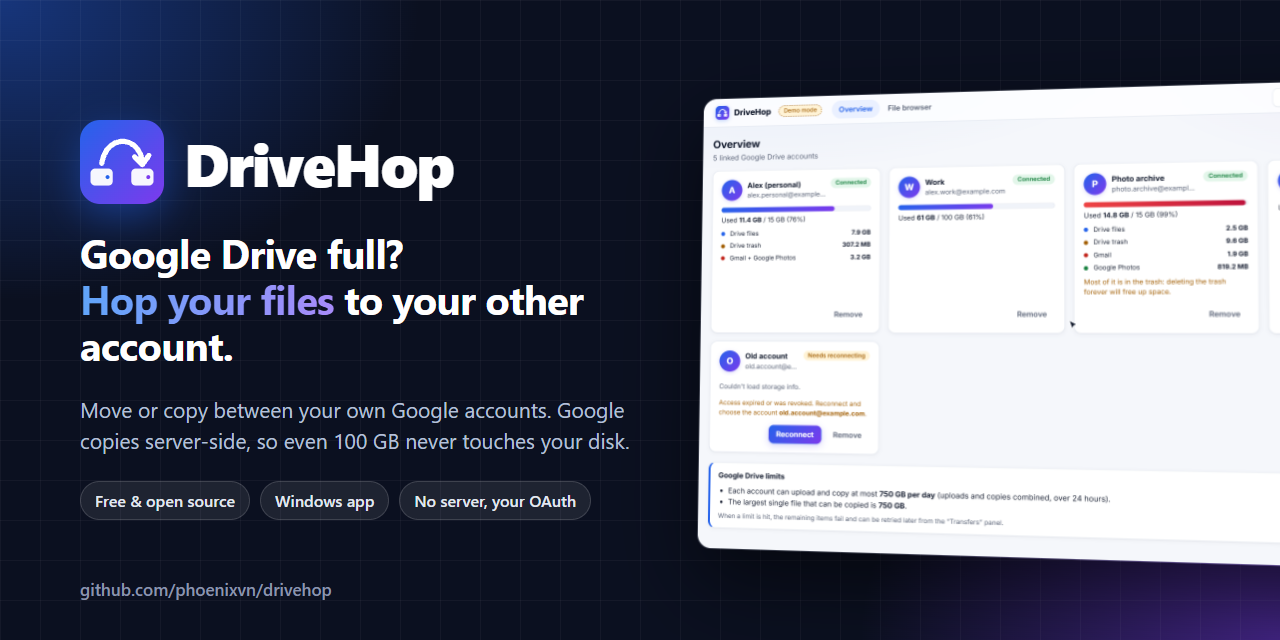 DriveHop
Google Drive full?
Hop your files to your other
account.
Move or copy between your own Google accounts. Google
copies server-side, so even 100 GB never touches your disk.
Free & open source
Windows app
No server, your OAuth
github.com/phoenixvn/drivehop
DriveHop
Demo mode
Overview
File browser
Overview
5 linked Google Drive accounts
A
Alex (personal)
Connected
alex.personal@example...
Used 11.4 GB / 15 GB (76%)
Drive files 7.9 GB
Drive trash 307.2 MB
Gmail + Google Photos 3.2 GB
Remove
W
Work
Connected
alex.work@example.com
Used 61 GB / 100 GB (61%)
Remove
P
Photo archive
Connected
photo.archive@exampl...
Used 14.8 GB / 15 GB (99%)
Drive files 2.5 GB
Drive trash 9.6 GB
Gmail 1.9 GB
Google Photos 819.2 MB
Most of it is in the trash: deleting the trash
forever will free up space.
Remove
O
Old account
Needs reconnecting
old.account@e...
Couldn't load storage info.
Access expired or was revoked. Reconnect and
choose the account old.account@example.com.
Reconnect
Remove
Google Drive limits
• Each account can upload and copy at most 750 GB per day (uploads and copies combined, over 24 hours).
• The largest single file that can be copied is 750 GB.
When a limit is hit, the remaining items fail and can be retried later from the "Transfers" panel.